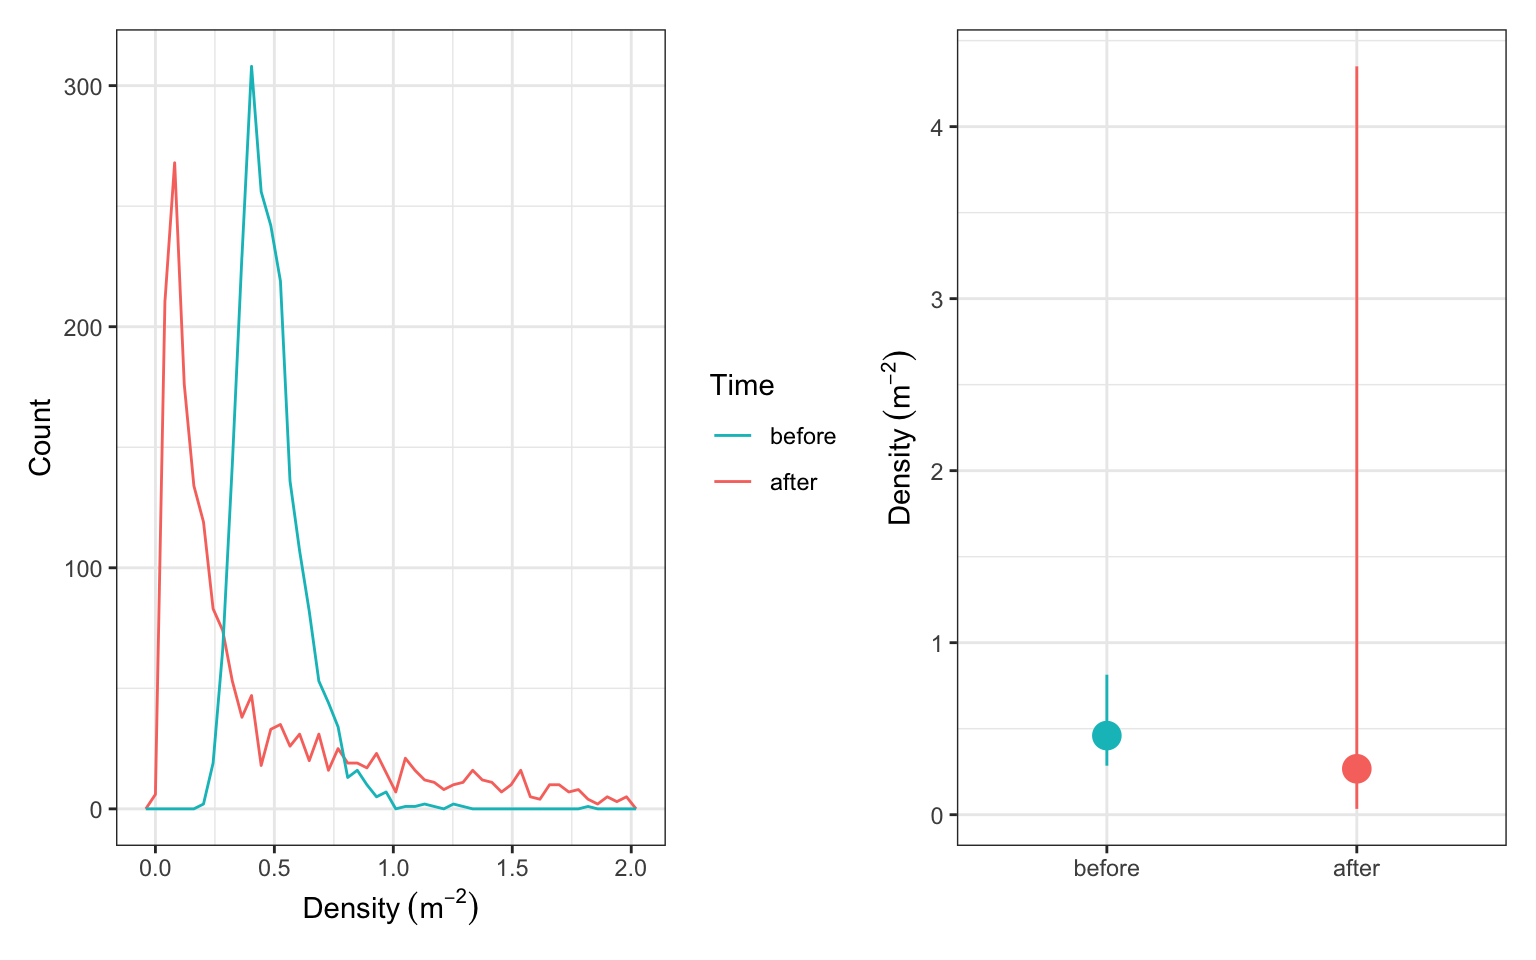 300
200
100
0
Count
0.0 0.5 1.0 1.5 2.0
Density (m⁻²)
Time
before
after
4
3
2
1
0
Density (m⁻²)
before after